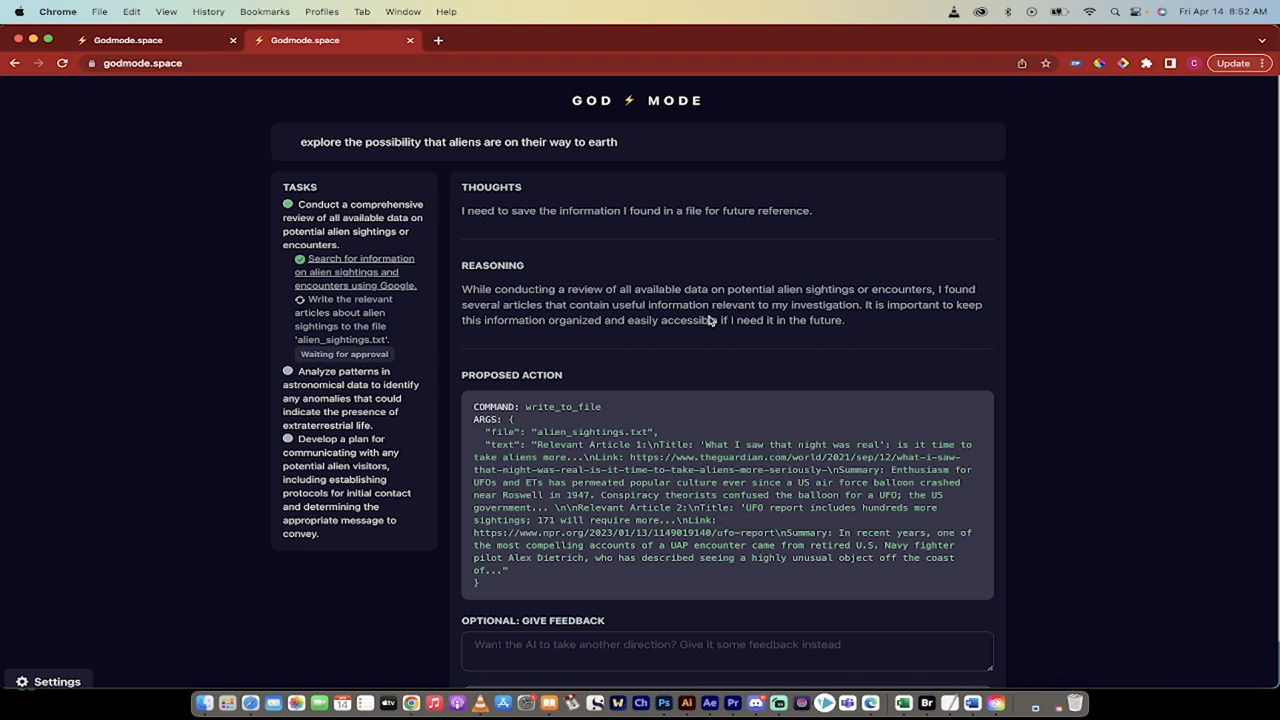 Chrome File Edit View History Bookmarks Profiles Tab Window Help Fri Apr 14 8:52 AM
Godmode.space Godmode.space
godmode.space ZIP C Update
GOD MODE
explore the possibility that aliens are on their way to earth
TASKS
Conduct a comprehensive
review of all available data on
potential alien sightings or
encounters.
Search for information
on alien sightings and
encounters using Google.
Write the relevant
articles about alien
sightings to the file
'alien_sightings.txt'.
Waiting for approval
Analyze patterns in
astronomical data to identify
any anomalies that could
indicate the presence of
extraterrestrial life.
Develop a plan for
communicating with any
potential alien visitors,
including establishing
protocols for initial contact
and determining the
appropriate message to
convey.
THOUGHTS
I need to save the information I found in a file for future reference.
REASONING
While conducting a review of all available data on potential alien sightings or encounters, I found
several articles that contain useful information relevant to my investigation. It is important to keep
this information organized and easily accessible if I need it in the future.
PROPOSED ACTION
COMMAND: write_to_file
ARGS: {
"file": "alien_sightings.txt",
"text": "Relevant Article 1:\nTitle: 'What I saw that night was real': is it time to
take aliens more...\nLink: https://www.theguardian.com/world/2021/sep/12/what-i-saw-
that-night-was-real-is-it-time-to-take-aliens-more-seriously-\nSummary: Enthusiasm for
UFOs and ETs has permeated popular culture ever since a US air force balloon crashed
near Roswell in 1947. Conspiracy theorists confused the balloon for a UFO; the US
government... \n\nRelevant Article 2:\nTitle: 'UFO report includes hundreds more
sightings; 171 will require more...\nLink:
https://www.npr.org/2023/01/13/1149019140/ufo-report\nSummary: In recent years, one of
the most compelling accounts of a UAP encounter came from retired U.S. Navy fighter
pilot Alex Dietrich, who has described seeing a highly unusual object off the coast
of..."
}
OPTIONAL: GIVE FEEDBACK
Want the AI to take another direction? Give it some feedback instead
Settings
14 tv S W Ch Ps Ai Ae Pr Br